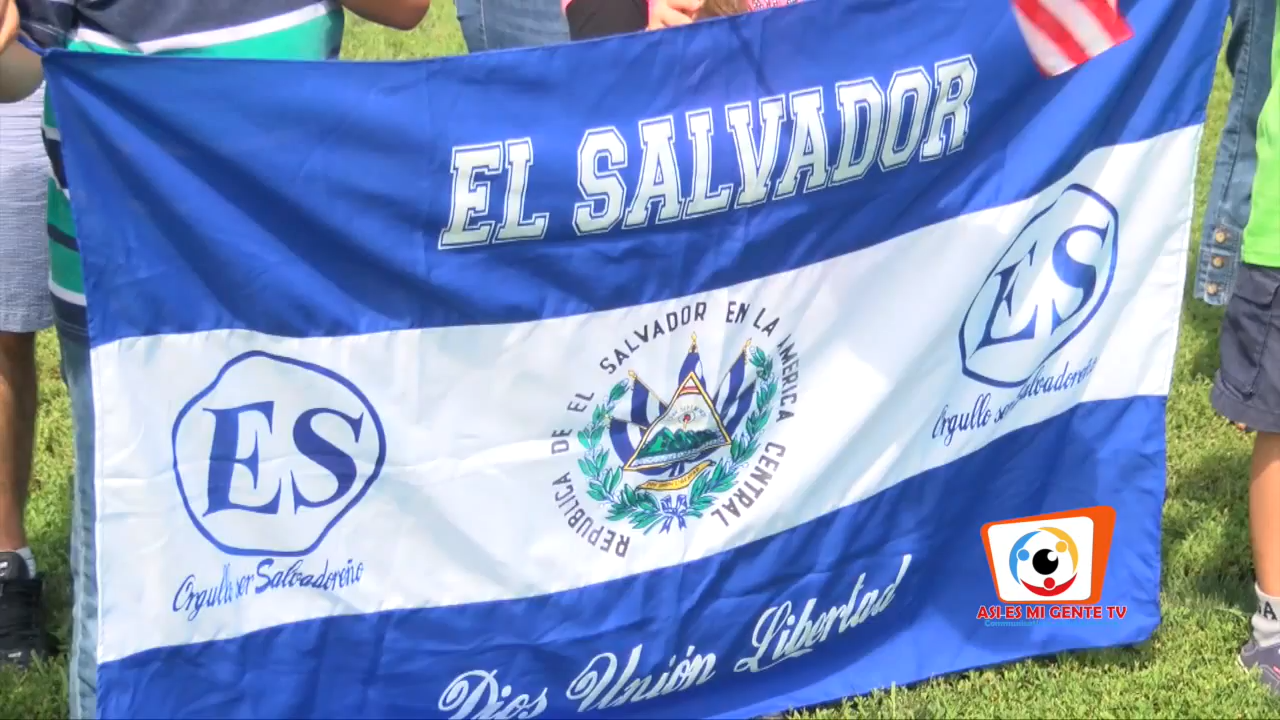 EL SALVADOR
REPUBLICA DE EL SALVADOR EN LA AMERICA CENTRAL
ES
Orgullo ser Salvadoreño
ES
Orgullo ser Salvadoreño
Dios Unión Libertad
ASI ES MI GENTE TV